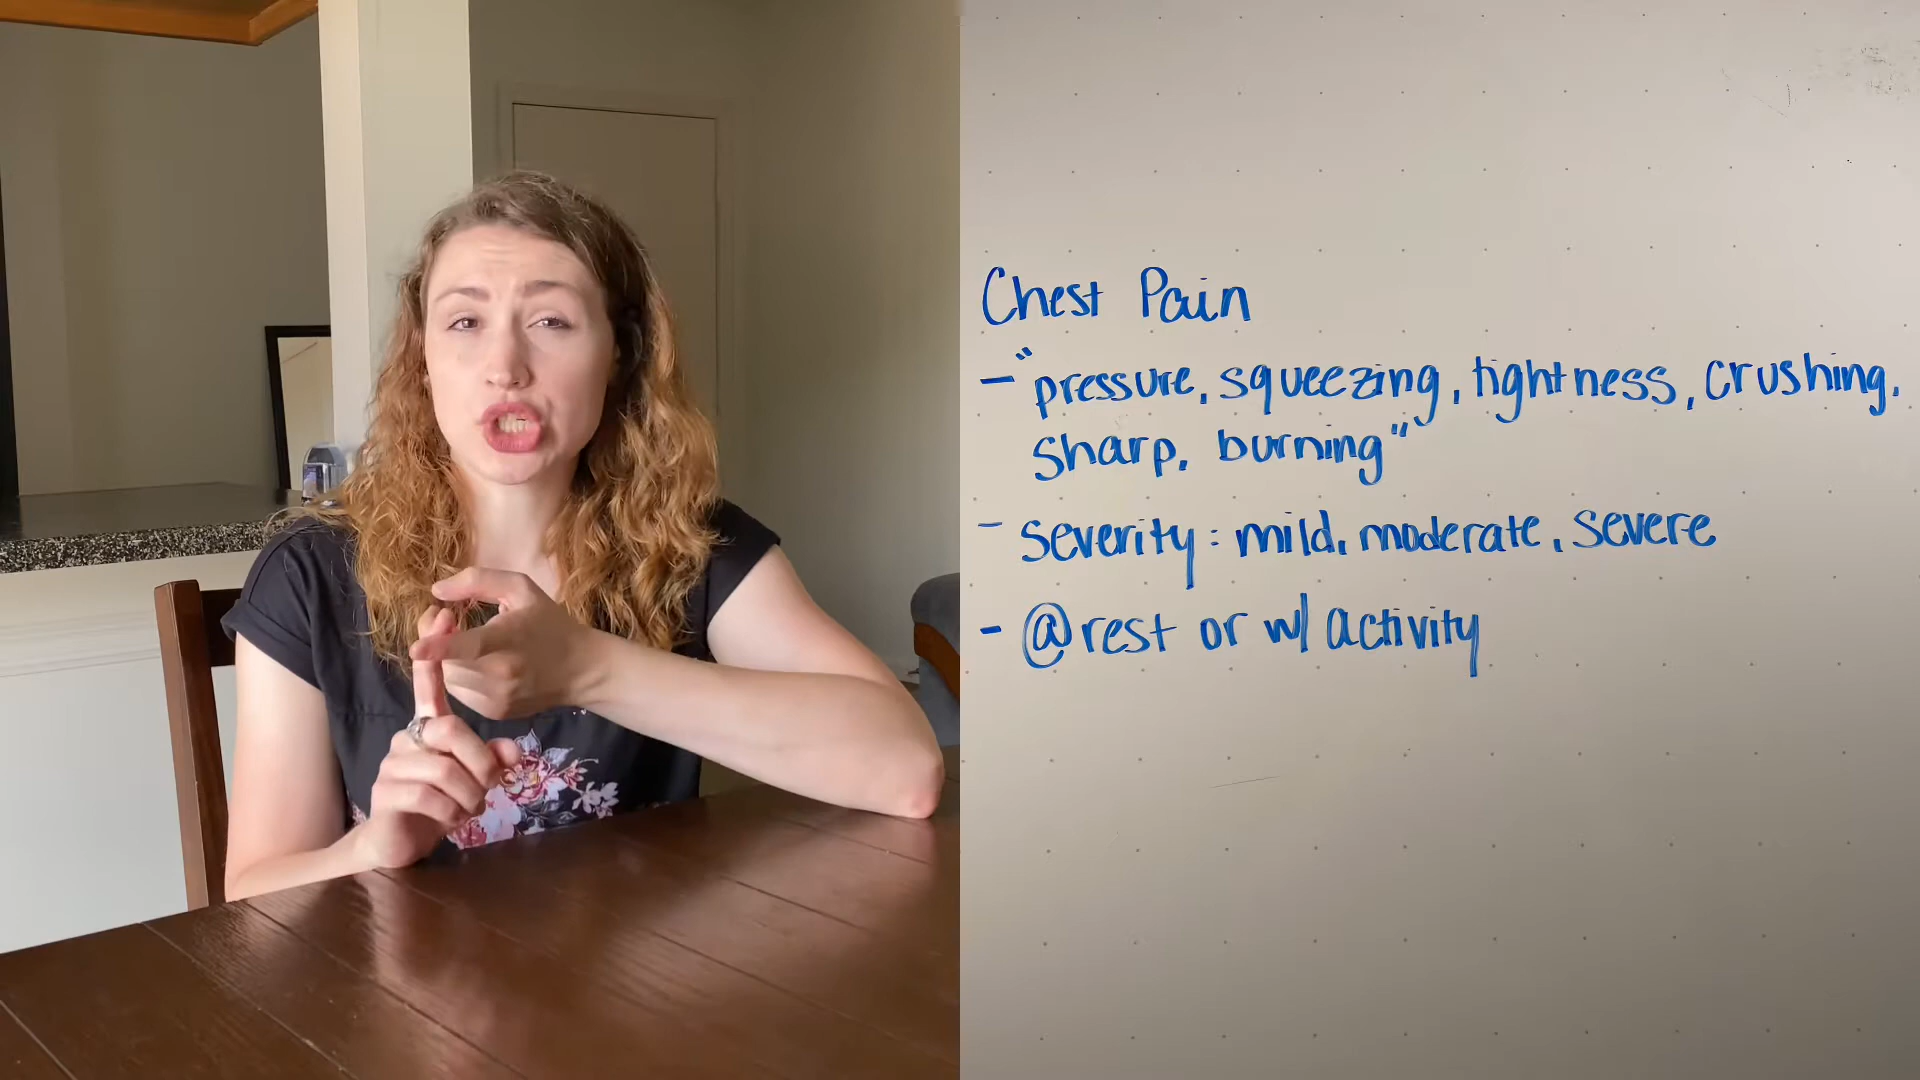 Chest Pain
- "pressure, squeezing, tightness, crushing,
sharp, burning"
- severity: mild, moderate, severe
- @rest or w/ activity